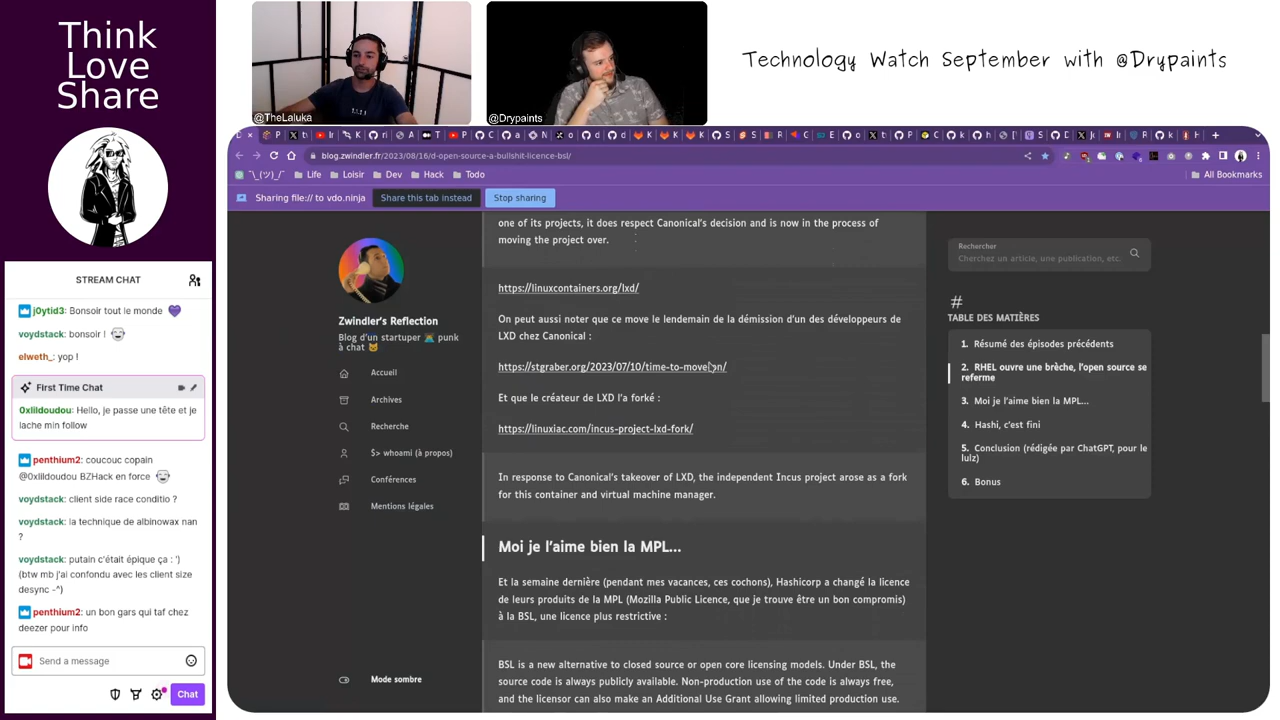 Think
Love
Share
@TheLaluka
@Drypaints
Technology Watch September with @Drypaints
blog.zwindler.fr/2023/08/16/d-open-source-a-bullshit-licence-bsl/
¯\_(ツ)_/¯
Life
Loisir
Dev
Hack
Todo
All Bookmarks
Sharing file:// to vdo.ninja
Share this tab instead
Stop sharing
STREAM CHAT
j0ytid3: Bonsoir tout le monde
voydstack: bonsoir !
elweth_: yop !
First Time Chat
0xlildoudou: Hello, je passe une tête et je
lache min follow
penthium2: coucouc copain
@0xlildoudou BZHack en force
voydstack: client side race conditio ?
voydstack: la technique de albinowax nan
?
voydstack: putain c'était épique ça : ')
(btw mb j'ai confondu avec les client size
desync -^)
penthium2: un bon gars qui taf chez
deezer pour info
Send a message
Chat
Zwindler's Reflection
Blog d'un startuper 👨‍💻 punk
à chat 🐱
Accueil
Archives
Recherche
$> whoami (à propos)
Conférences
Mentions légales
Mode sombre
one of its projects, it does respect Canonical's decision and is now in the process of
moving the project over.
https://linuxcontainers.org/lxd/
On peut aussi noter que ce move le lendemain de la démission d'un des développeurs de
LXD chez Canonical :
https://stgraber.org/2023/07/10/time-to-move-on/
Et que le créateur de LXD l'a forké :
https://linuxiac.com/incus-project-lxd-fork/
In response to Canonical's takeover of LXD, the independent Incus project arose as a fork
for this container and virtual machine manager.
Moi je l'aime bien la MPL...
Et la semaine dernière (pendant mes vacances, ces cochons), Hashicorp a changé la licence
de leurs produits de la MPL (Mozilla Public Licence, que je trouve être un bon compromis)
à la BSL, une licence plus restrictive :
BSL is a new alternative to closed source or open core licensing models. Under BSL, the
source code is always publicly available. Non-production use of the code is always free,
and the licensor can also make an Additional Use Grant allowing limited production use.
Rechercher
Cherchez un article, une publication, etc.
#
TABLE DES MATIÈRES
1. Résumé des épisodes précédents
2. RHEL ouvre une brèche, l'open source se
referme
3. Moi je l'aime bien la MPL...
4. Hashi, c'est fini
5. Conclusion (rédigée par ChatGPT, pour le
lulz)
6. Bonus